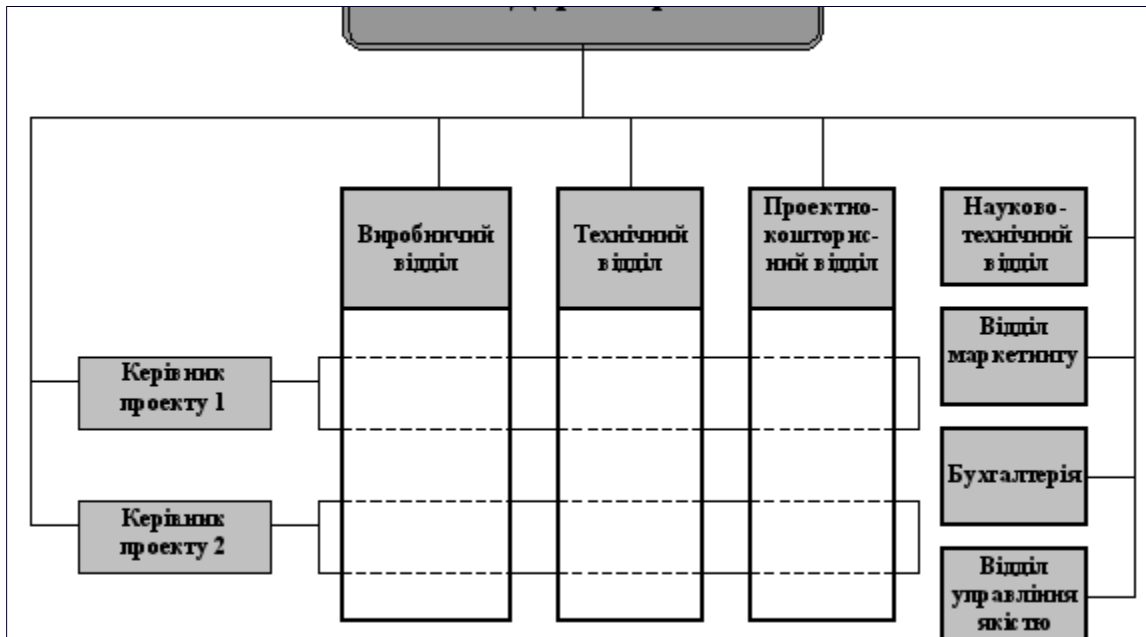 Виробничий
відділ
Технічний
відділ
Проектно-
кошторис-
ний відділ
Науково-
технічний
відділ
Відділ
маркетингу
Керівник
проекту 1
Бухгалтерія
Керівник
проекту 2
Відділ
управління
якістю